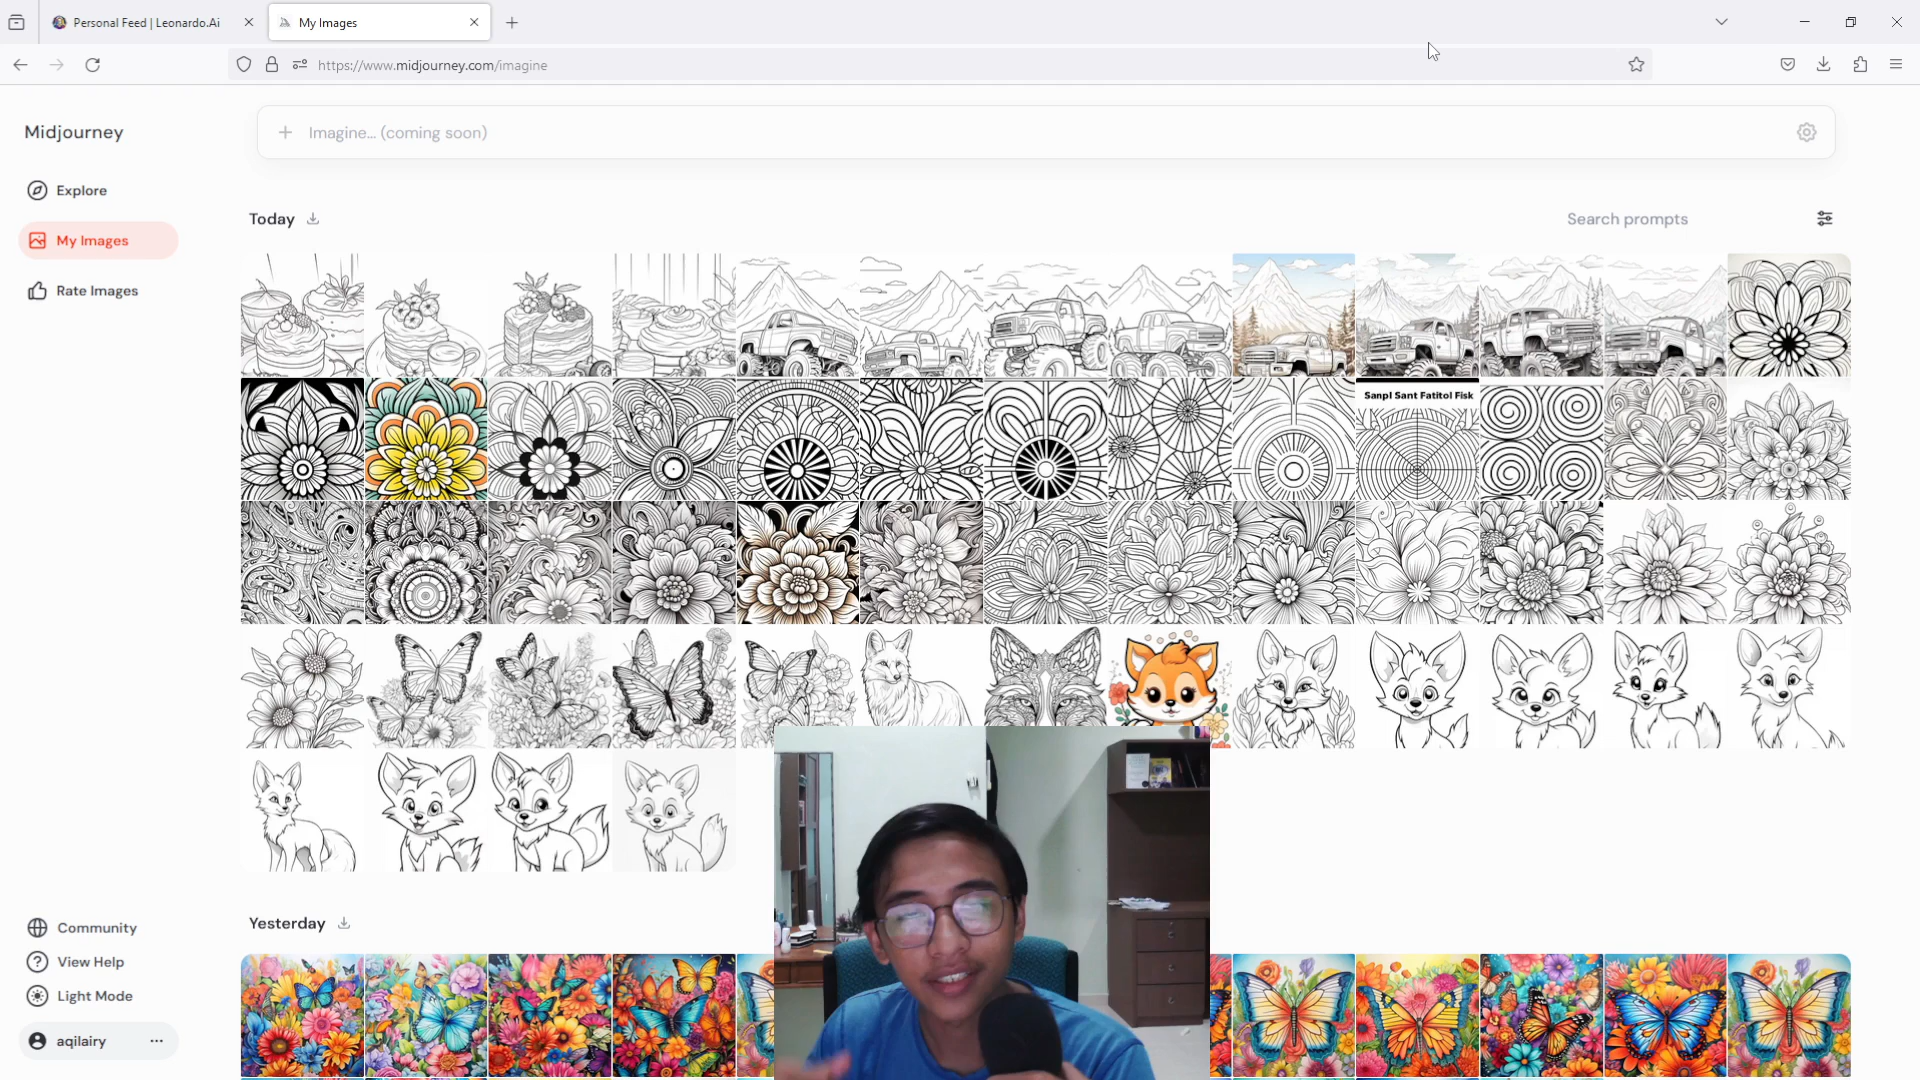 Personal Feed | Leonardo.Ai
My Images
https://www.midjourney.com/imagine
Midjourney
Imagine... (coming soon)
Explore
Today
Search prompts
My Images
Rate Images
Sanpl Sant Fatitol Fisk
Yesterday
Community
View Help
Light Mode
aqilairy